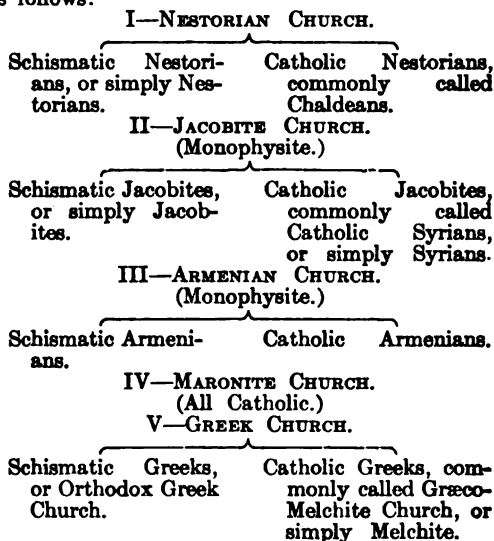 s follows:
I—NESTORIAN CHURCH.
Schismatic Nestori-
ans, or simply Nes-
torians.
Catholic Nestorians,
commonly called
Chaldeans.
II—JACOBITE CHURCH.
(Monophysite.)
Schismatic Jacobites,
or simply Jacob-
ites.
Catholic Jacobites,
commonly called
Catholic Syrians,
or simply Syrians.
III—ARMENIAN CHURCH.
(Monophysite.)
Schismatic Armeni-
ans.
Catholic Armenians.
IV—MARONITE CHURCH.
(All Catholic.)
V—GREEK CHURCH.
Schismatic Greeks,
or Orthodox Greek
Church.
Catholic Greeks, com-
monly called Græco-
Melchite Church, or
simply Melchite.